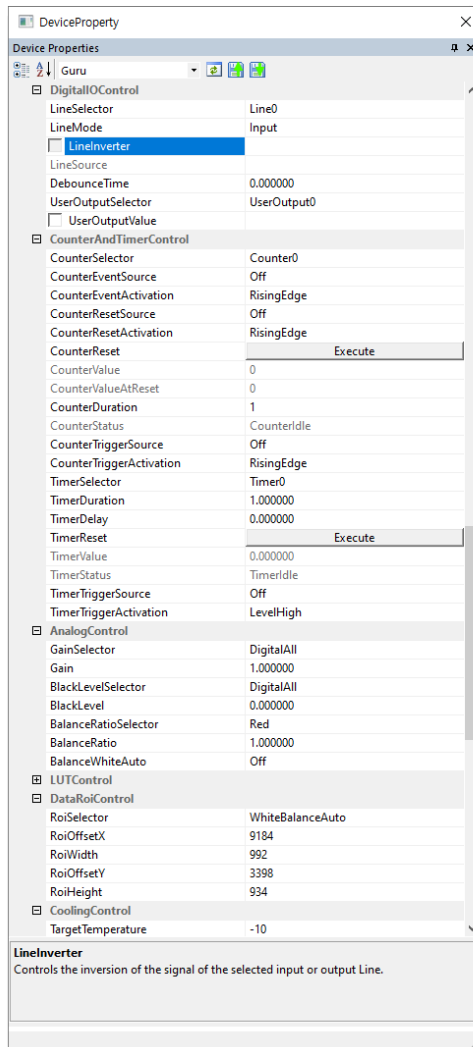 DeviceProperty
Device Properties
Guru
DigitalIOControl
LineSelector Line0
LineMode Input
LineInverter
LineSource
DebounceTime 0.000000
UserOutputSelector UserOutput0
UserOutputValue
CounterAndTimerControl
CounterSelector Counter0
CounterEventSource Off
CounterEventActivation RisingEdge
CounterResetSource Off
CounterResetActivation RisingEdge
CounterReset Execute
CounterValue 0
CounterValueAtReset 0
CounterDuration 1
CounterStatus CounterIdle
CounterTriggerSource Off
CounterTriggerActivation RisingEdge
TimerSelector Timer0
TimerDuration 1.000000
TimerDelay 0.000000
TimerReset Execute
TimerValue 0.000000
TimerStatus TimerIdle
TimerTriggerSource Off
TimerTriggerActivation LevelHigh
AnalogControl
GainSelector DigitalAll
Gain 1.000000
BlackLevelSelector DigitalAll
BlackLevel 0.000000
BalanceRatioSelector Red
BalanceRatio 1.000000
BalanceWhiteAuto Off
LUTControl
DataRoiControl
RoiSelector WhiteBalanceAuto
RoiOffsetX 9184
RoiWidth 992
RoiOffsetY 3398
RoiHeight 934
CoolingControl
TargetTemperature -10
LineInverter
Controls the inversion of the signal of the selected input or output Line.